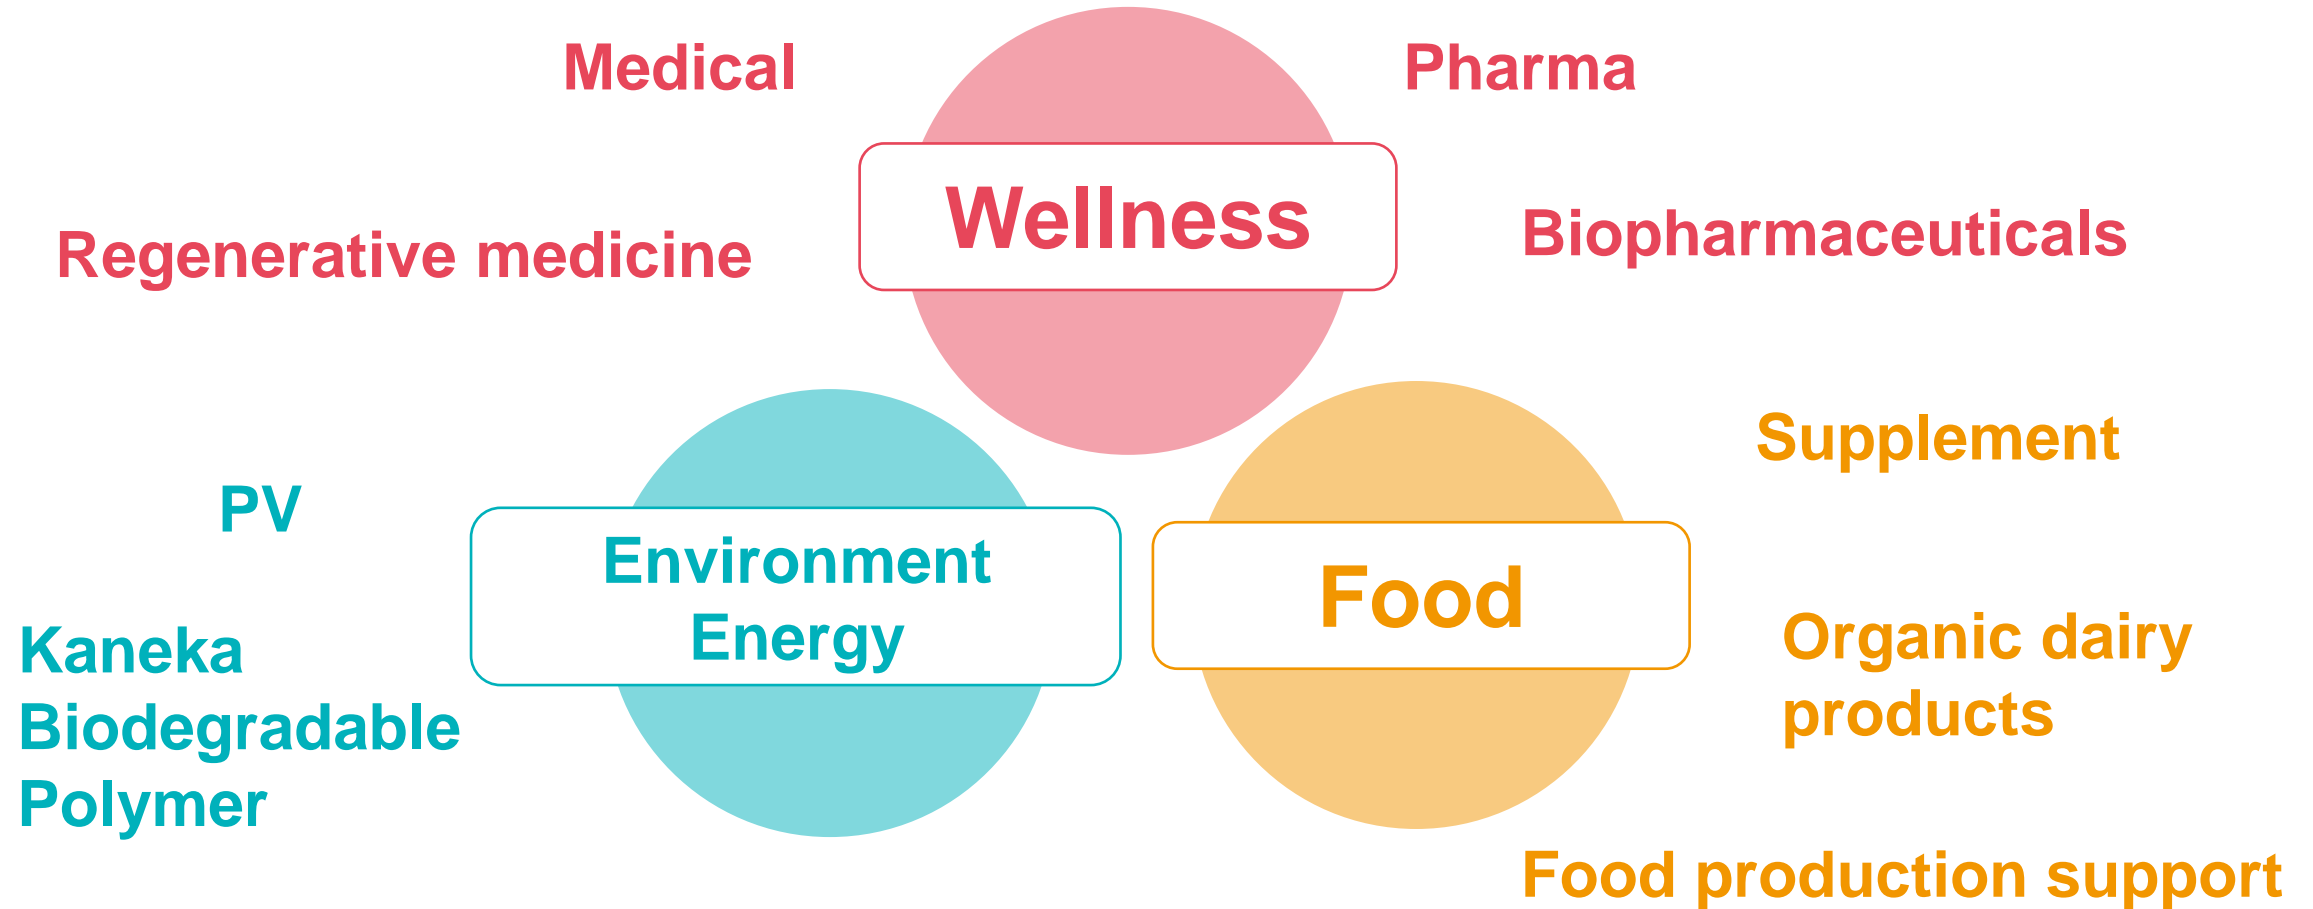 Medical
Pharma
Wellness
Regenerative medicine
Biopharmaceuticals
Supplement
PV
Environment
Energy
Food
Kaneka
Biodegradable
Polymer
Organic dairy
products
Food production support